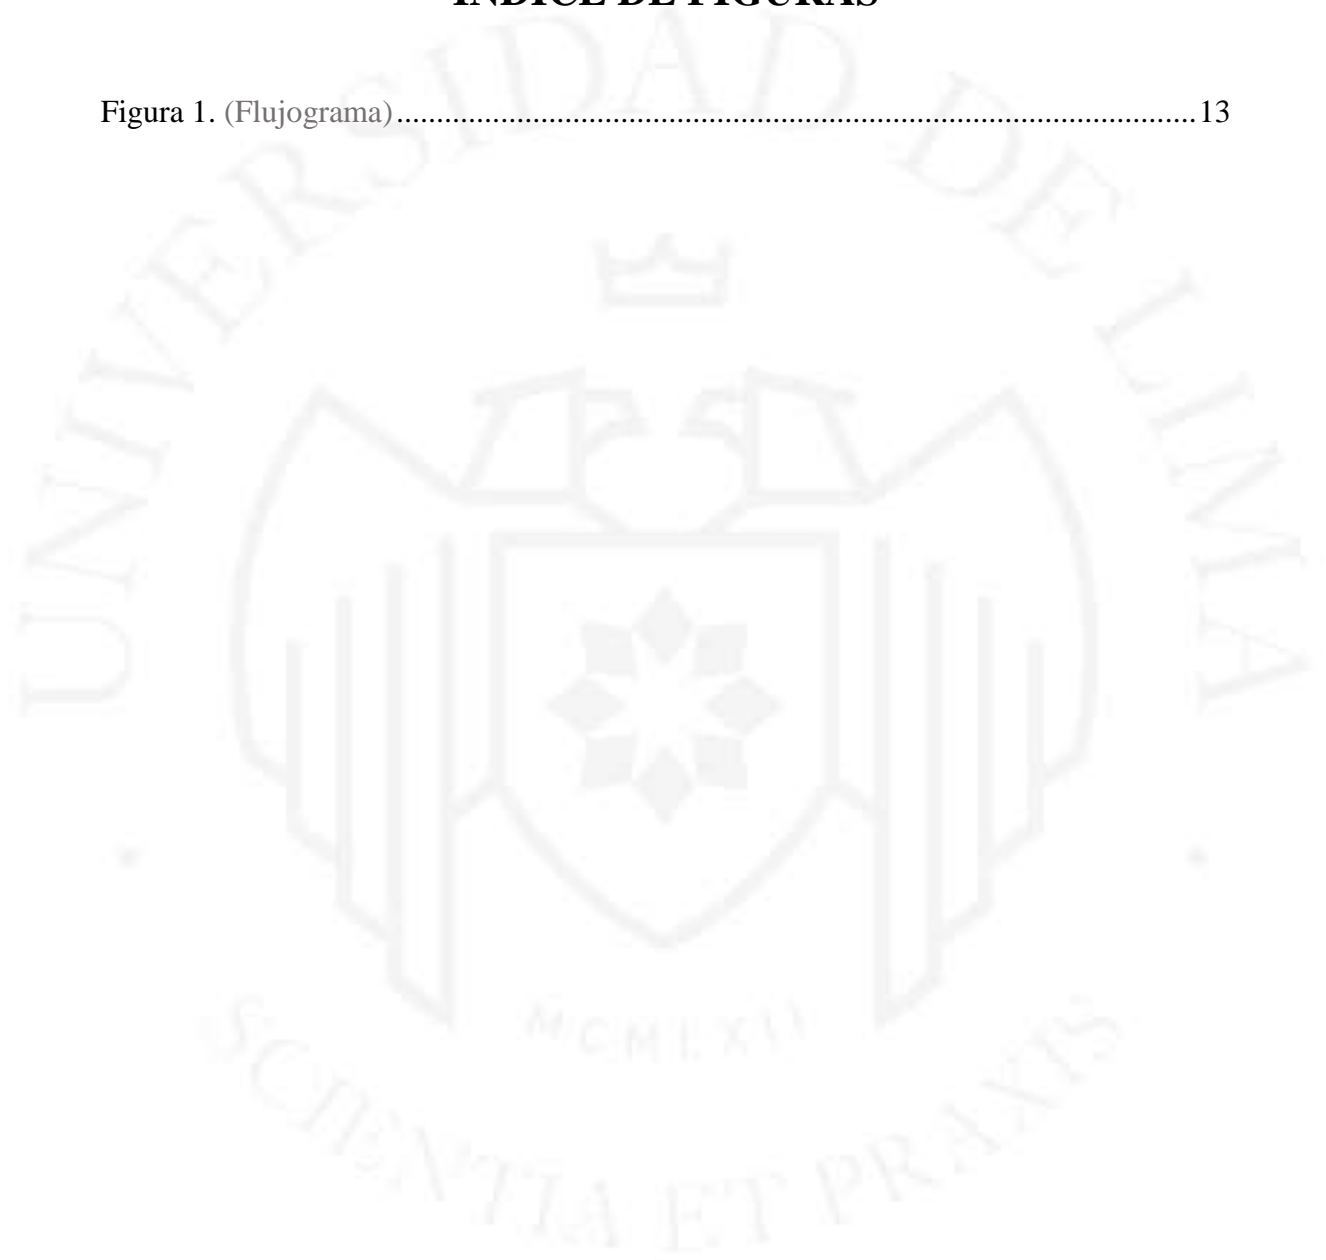 ÍNDICE DE FIGURAS
Figura 1. (Flujograma)....................................................................................................13
UNIVERSIDAD DE LIMA
MCMLXII
SCIENTIA ET PRAXIS